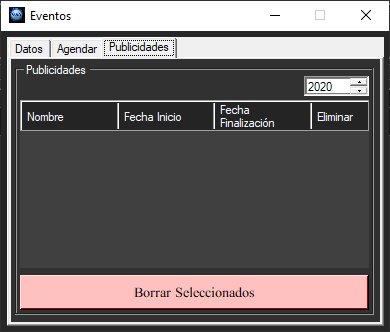 Eventos
Datos Agendar Publicidades
Publicidades
2020
Nombre Fecha Inicio Fecha Finalización Eliminar
Borrar Seleccionados